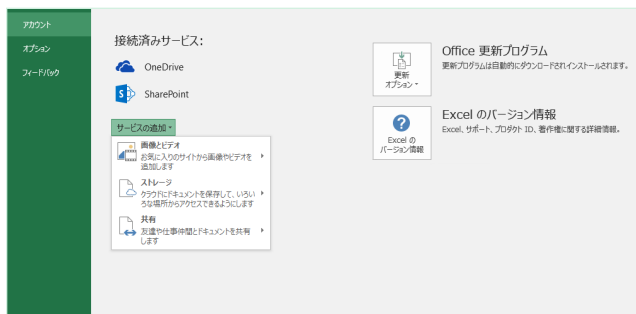 アカウント
オプション
フィードバック
接続済みサービス:
OneDrive
SharePoint
サービスの追加
画像とビデオ
お気に入りのサイトから画像やビデオを
追加します
ストレージ
クラウドにドキュメントを保存して、いろい
ろな場所からアクセスできるようにします
共有
友達や仕事仲間とドキュメントを共有
します
更新
オプション
Office 更新プログラム
更新プログラムは自動的にダウンロードされインストールされます。
Excel の
バージョン情報
Excel のバージョン情報
Excel、サポート、プロダクト ID、著作権に関する詳細情報。